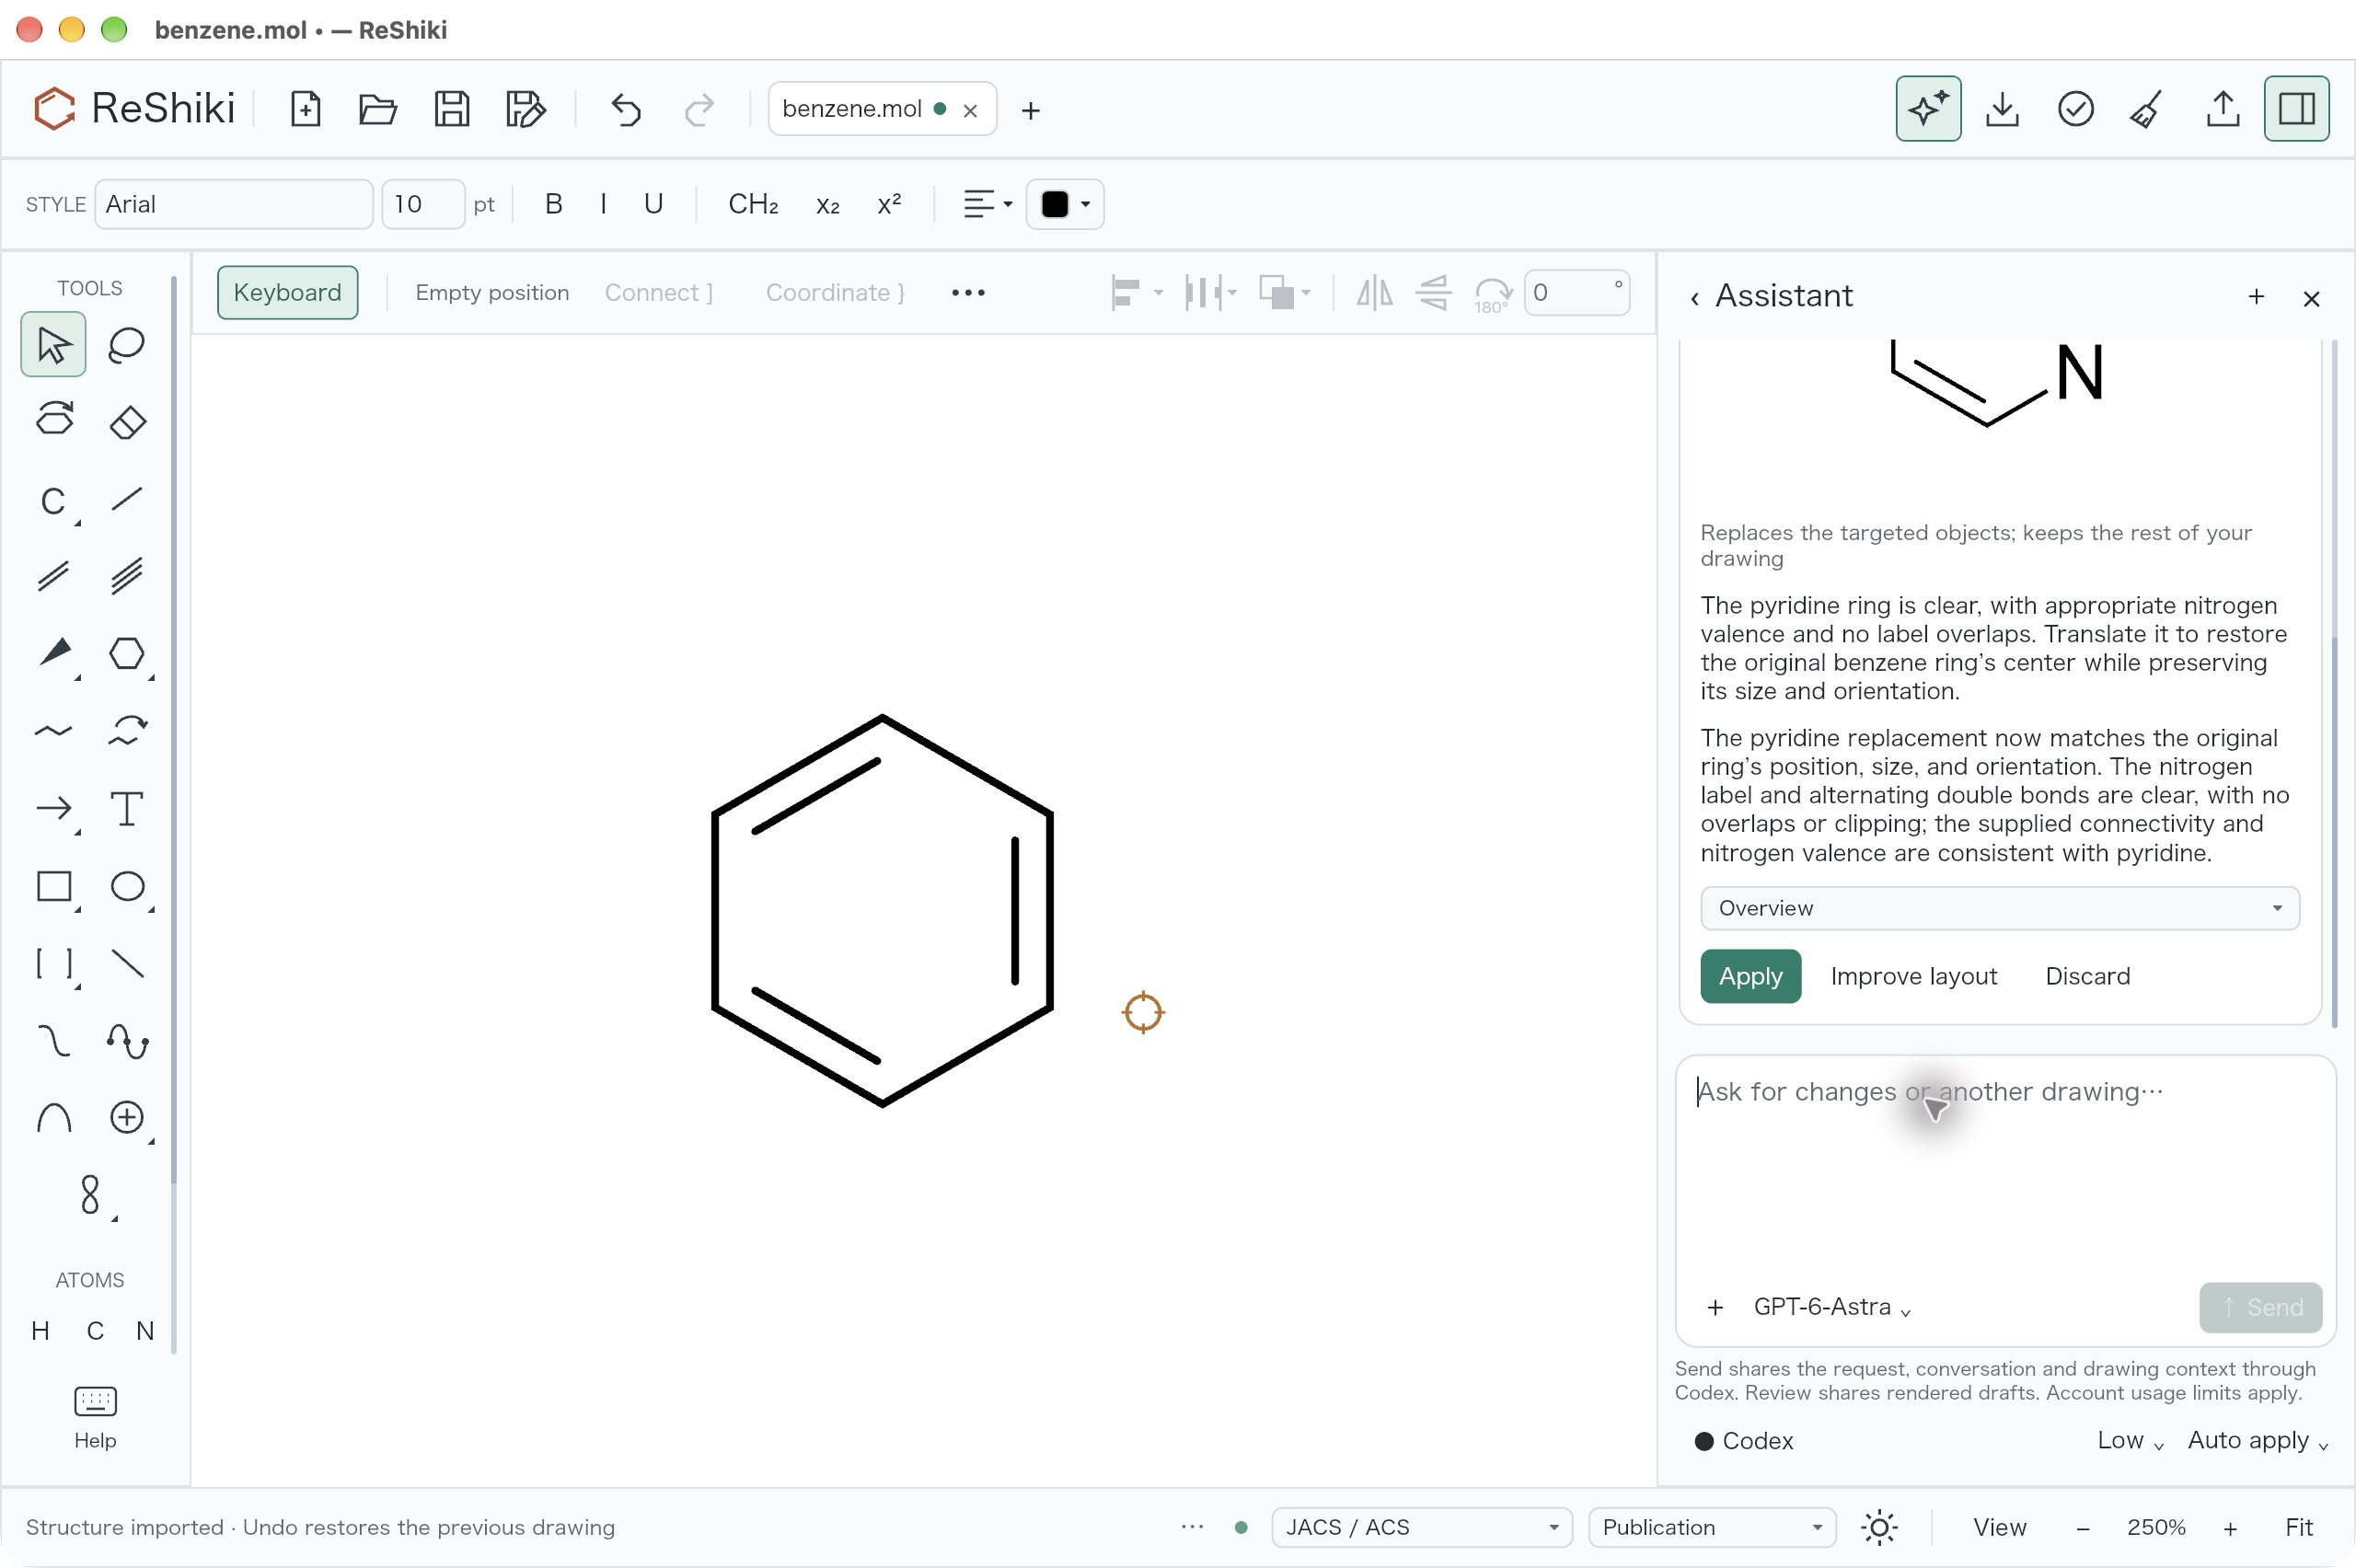 benzene.mol • — ReShiki
ReShiki
benzene.mol
STYLE
Arial
10
pt
B I U
CH₂ x₂ x²
TOOLS
Keyboard
Empty position
Connect ]
Coordinate }
180°
0 °
Assistant
C
N
Replaces the targeted objects; keeps the rest of your
drawing
The pyridine ring is clear, with appropriate nitrogen
valence and no label overlaps. Translate it to restore
the original benzene ring’s center while preserving
its size and orientation.
The pyridine replacement now matches the original
ring’s position, size, and orientation. The nitrogen
label and alternating double bonds are clear, with no
overlaps or clipping; the supplied connectivity and
nitrogen valence are consistent with pyridine.
Overview
Apply
Improve layout
Discard
Ask for changes or another drawing…
ATOMS
H C N
Help
GPT-6-Astra
↑ Send
Send shares the request, conversation and drawing context through
Codex. Review shares rendered drafts. Account usage limits apply.
Codex
Low
Auto apply
Structure imported · Undo restores the previous drawing
JACS / ACS
Publication
View
− 250% +
Fit